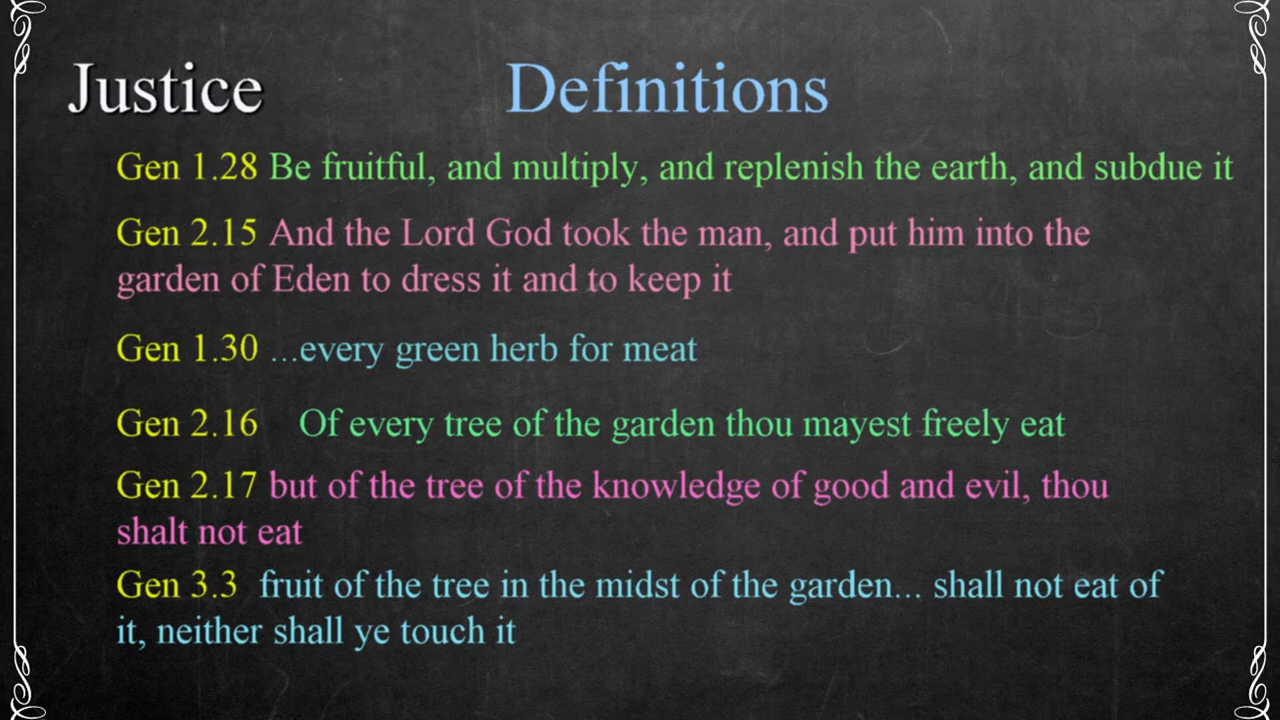 Justice Definitions
Gen 1.28 Be fruitful, and multiply, and replenish the earth, and subdue it
Gen 2.15 And the Lord God took the man, and put him into the
garden of Eden to dress it and to keep it
Gen 1.30 ...every green herb for meat
Gen 2.16 Of every tree of the garden thou mayest freely eat
Gen 2.17 but of the tree of the knowledge of good and evil, thou
shalt not eat
Gen 3.3 fruit of the tree in the midst of the garden... shall not eat of
it, neither shall ye touch it